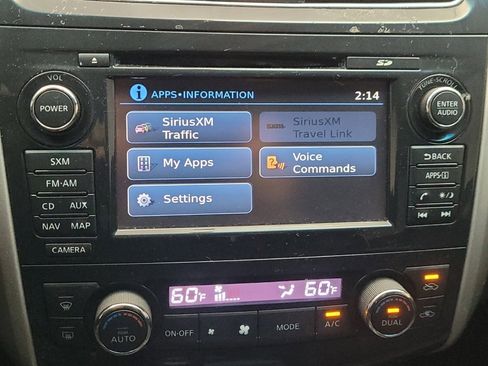 SD
VOL
TUNE·SCROLL
APPS•INFORMATION 2:14
POWER
ENTER
AUDIO
SiriusXM
Traffic
SiriusXM
Travel Link
SXM
My Apps
Voice
Commands
BACK
FM·AM
APPS·i
CD AUX
Settings
NAV MAP
CAMERA
60°F 60°F
AUTO
ON·OFF
MODE
A/C
DUAL